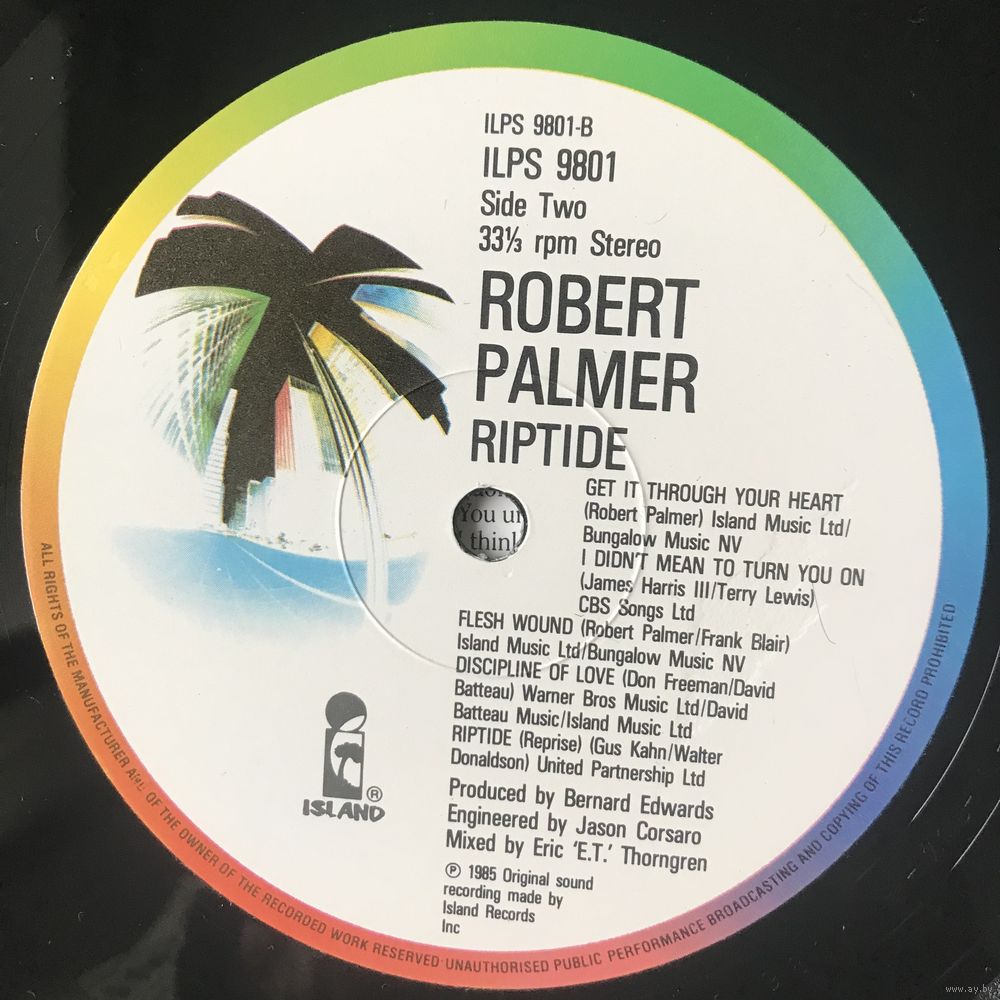 ILPS 9801-B
ILPS 9801
Side Two
33⅓ rpm Stereo
ROBERT
PALMER
RIPTIDE
GET IT THROUGH YOUR HEART
(Robert Palmer) Island Music Ltd/
Bungalow Music NV
I DIDN'T MEAN TO TURN YOU ON
(James Harris III/Terry Lewis)
CBS Songs Ltd
FLESH WOUND (Robert Palmer/Frank Blair)
Island Music Ltd/Bungalow Music NV
DISCIPLINE OF LOVE (Don Freeman/David
Batteau) Warner Bros Music Ltd/David
Batteau Music/Island Music Ltd
RIPTIDE (Reprise) (Gus Kahn/Walter
Donaldson) United Partnership Ltd
Produced by Bernard Edwards
Engineered by Jason Corsaro
Mixed by Eric 'E.T.' Thorngren
℗ 1985 Original sound
recording made by
Island Records
Inc
You
think
ISLAND®
ALL RIGHTS OF THE MANUFACTURER AND OF THE OWNER OF THE RECORDED WORK RESERVED UNAUTHORISED PUBLIC PERFORMANCE BROADCASTING AND COPYING OF THIS RECORD PROHIBITED
www.ay.by